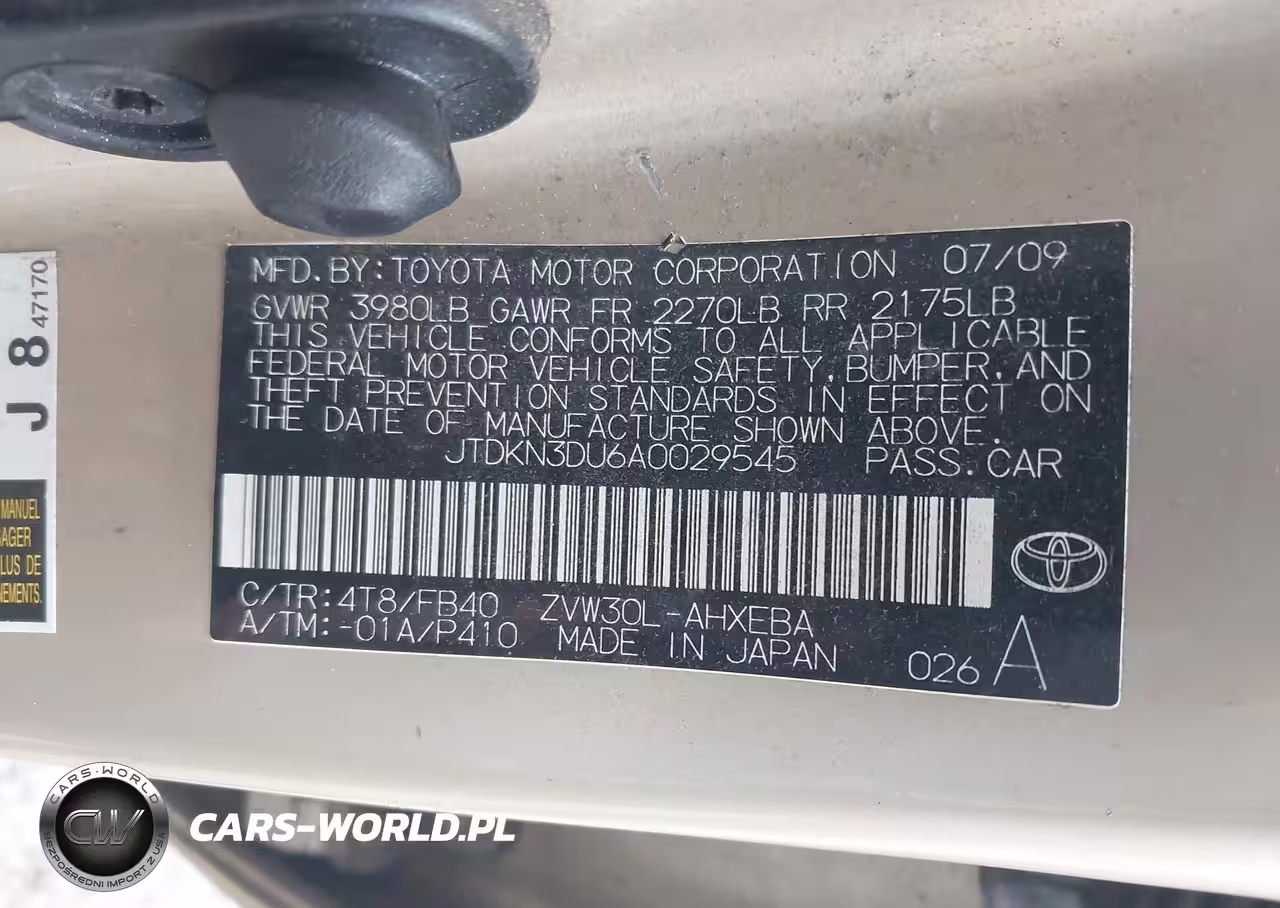 MFD.BY:TOYOTA MOTOR CORPORATION 07/09
GVWR 3980LB GAWR FR 2270LB RR 2175LB
THIS VEHICLE CONFORMS TO ALL APPLICABLE
FEDERAL MOTOR VEHICLE SAFETY, BUMPER, AND
THEFT PREVENTION STANDARDS IN EFFECT ON
THE DATE OF MANUFACTURE SHOWN ABOVE.
JTDKN3DU6A0029545 PASS.CAR
C/TR:4T8/FB40 ZVW30L-AHXEBA
A/TM:-01A/P410 MADE IN JAPAN
026 A
J 8 47170
MANUEL
LUS DE
CARS-WORLD
CW
BEZPOŚREDNI IMPORT Z USA
CARS-WORLD.PL